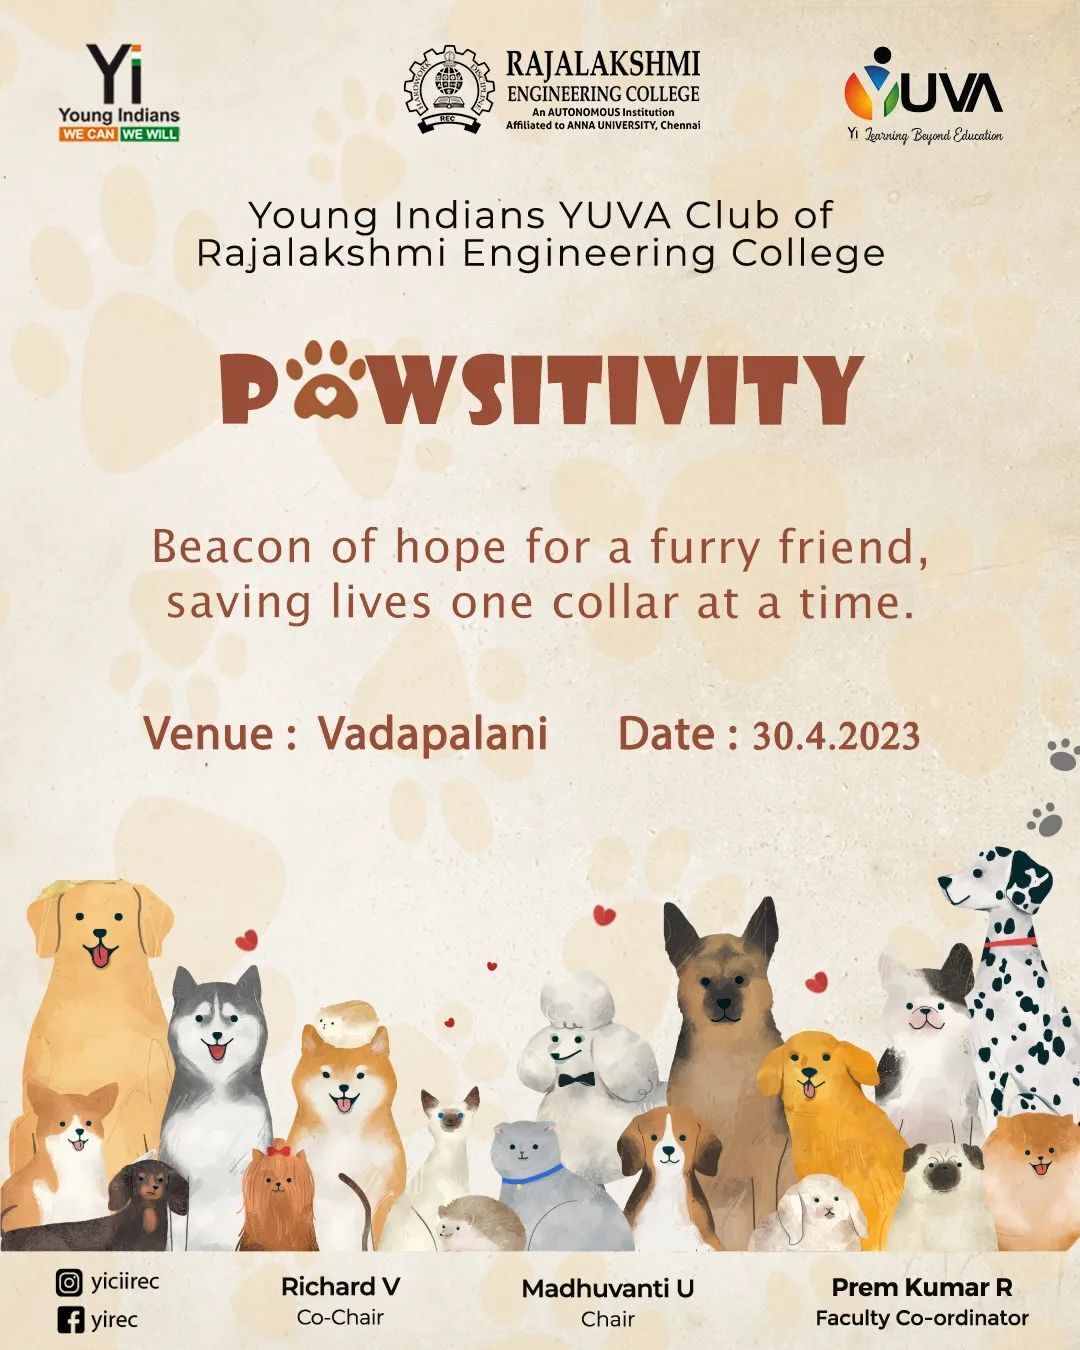 Yi
Young Indians
WE CAN WE WILL
HARDWORK DISCIPLINE
REC
RAJALAKSHMI
ENGINEERING COLLEGE
An AUTONOMOUS Institution
Affiliated to ANNA UNIVERSITY, Chennai
YUVA
Yi Learning Beyond Education
Young Indians YUVA Club of
Rajalakshmi Engineering College
PAWSITIVITY
Beacon of hope for a furry friend,
saving lives one collar at a time.
Venue : Vadapalani Date : 30.4.2023
yiciirec
yirec
Richard V
Co-Chair
Madhuvanti U
Chair
Prem Kumar R
Faculty Co-ordinator